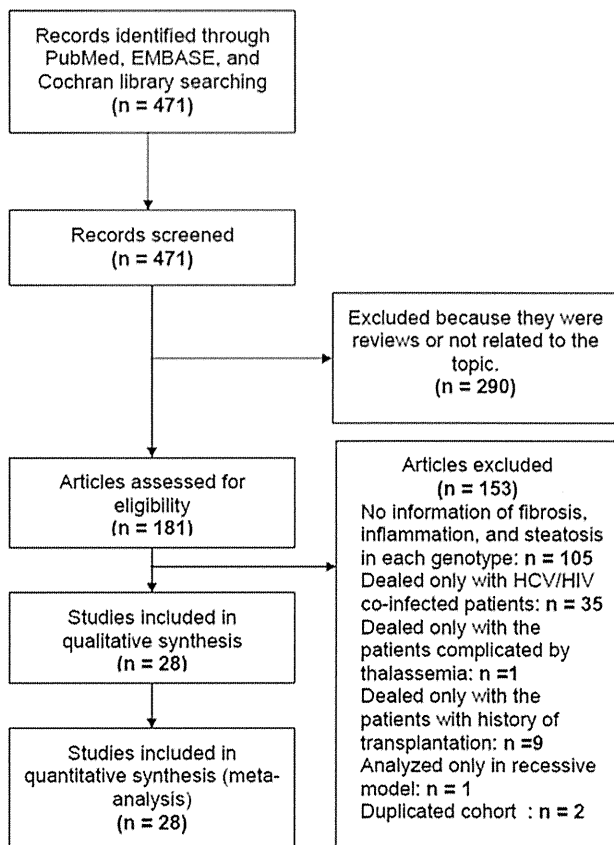 Records identified through
PubMed, EMBASE, and
Cochran library searching
(n = 471)
Records screened
(n = 471)
Excluded because they were
reviews or not related to the
topic.
(n = 290)
Articles assessed for
eligibility
(n = 181)
Articles excluded
(n = 153)
No information of fibrosis,
inflammation, and steatosis
in each genotype: n = 105
Dealed only with HCV/HIV
co-infected patients: n = 35
Dealed only with the
patients complicated by
thalassemia: n =1
Dealed only with the
patients with history of
transplantation: n =9
Analyzed only in recessive
model: n = 1
Duplicated cohort : n = 2
Studies included in
qualitative synthesis
(n = 28)
Studies included in
quantitative synthesis (meta-
analysis)
(n = 28)